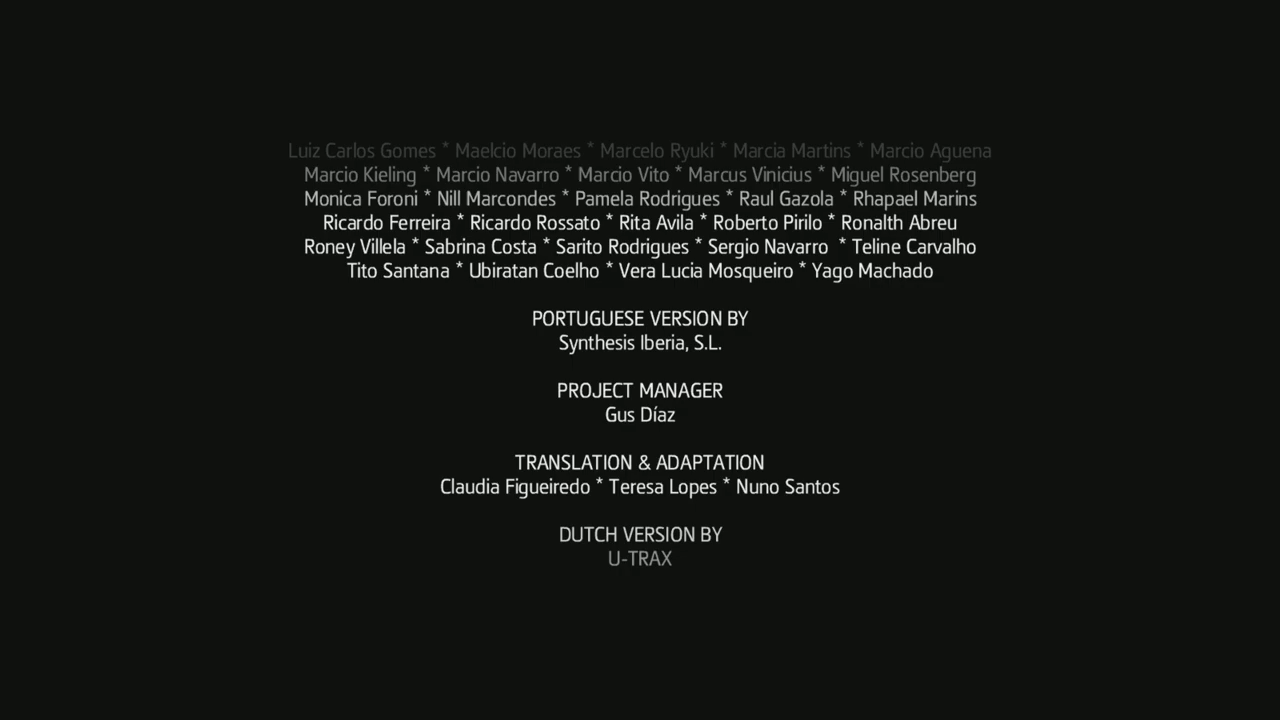 Luiz Carlos Gomes * Maelcio Moraes * Marcelo Ryuki * Marcia Martins * Marcio Aguena
Marcio Kieling * Marcio Navarro * Marcio Vito * Marcus Vinicius * Miguel Rosenberg
Monica Foroni * Nill Marcondes * Pamela Rodrigues * Raul Gazola * Rhapael Marins
Ricardo Ferreira * Ricardo Rossato * Rita Avila * Roberto Pirilo * Ronalth Abreu
Roney Villela * Sabrina Costa * Sarito Rodrigues * Sergio Navarro * Teline Carvalho
Tito Santana * Ubiratan Coelho * Vera Lucia Mosqueiro * Yago Machado
PORTUGUESE VERSION BY
Synthesis Iberia, S.L.
PROJECT MANAGER
Gus Díaz
TRANSLATION & ADAPTATION
Claudia Figueiredo * Teresa Lopes * Nuno Santos
DUTCH VERSION BY
U-TRAX